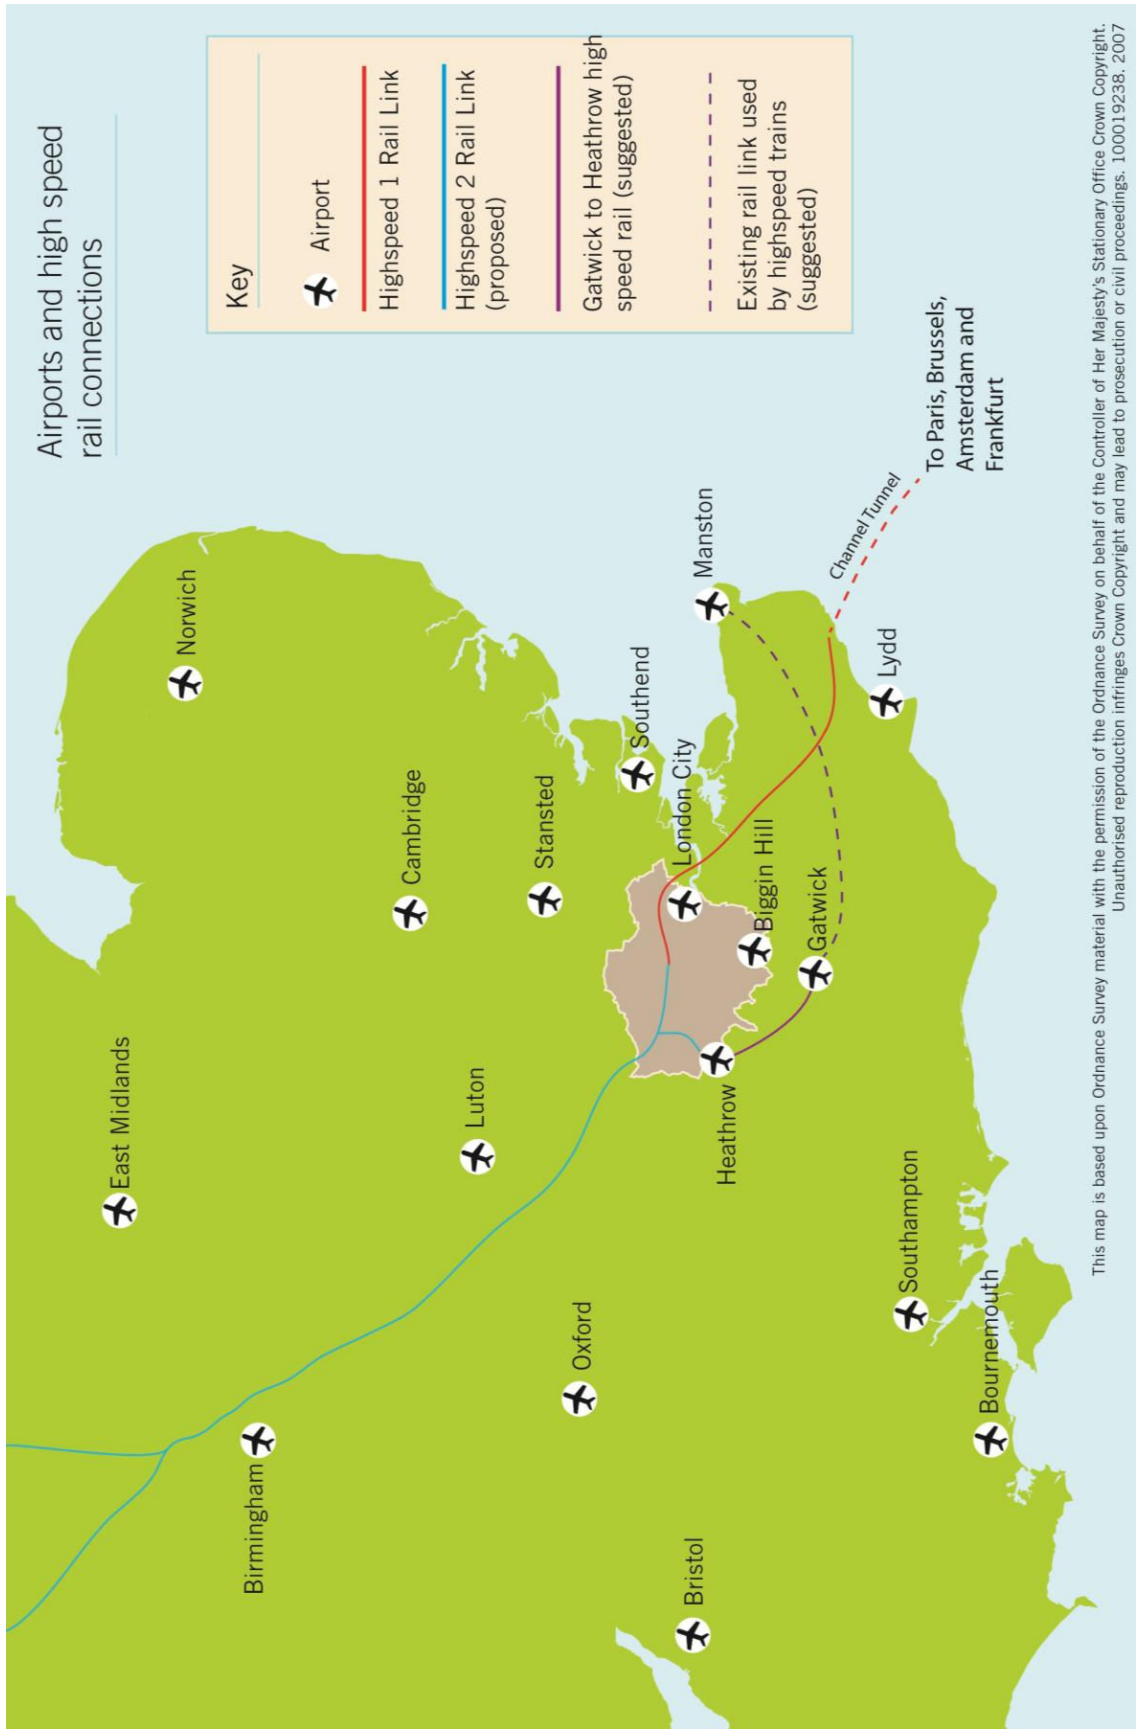 Airports and high speed
rail connections
Key
Airport
Highspeed 1 Rail Link
Highspeed 2 Rail Link
(proposed)
Gatwick to Heathrow high
speed rail (suggested)
Existing rail link used
by highspeed trains
(suggested)
East Midlands
Norwich
Birmingham
Cambridge
Luton
Stansted
Oxford
Southend
London City
Manston
Bristol
Heathrow
Biggin Hill
Gatwick
Channel Tunnel
Lydd
To Paris, Brussels,
Amsterdam and
Frankfurt
Southampton
Bournemouth
This map is based upon Ordnance Survey material with the permission of the Ordnance Survey on behalf of the Controller of Her Majesty's Stationary Office Crown Copyright.
Unauthorised reproduction infringes Crown Copyright and may lead to prosecution or civil proceedings. 100019238. 2007